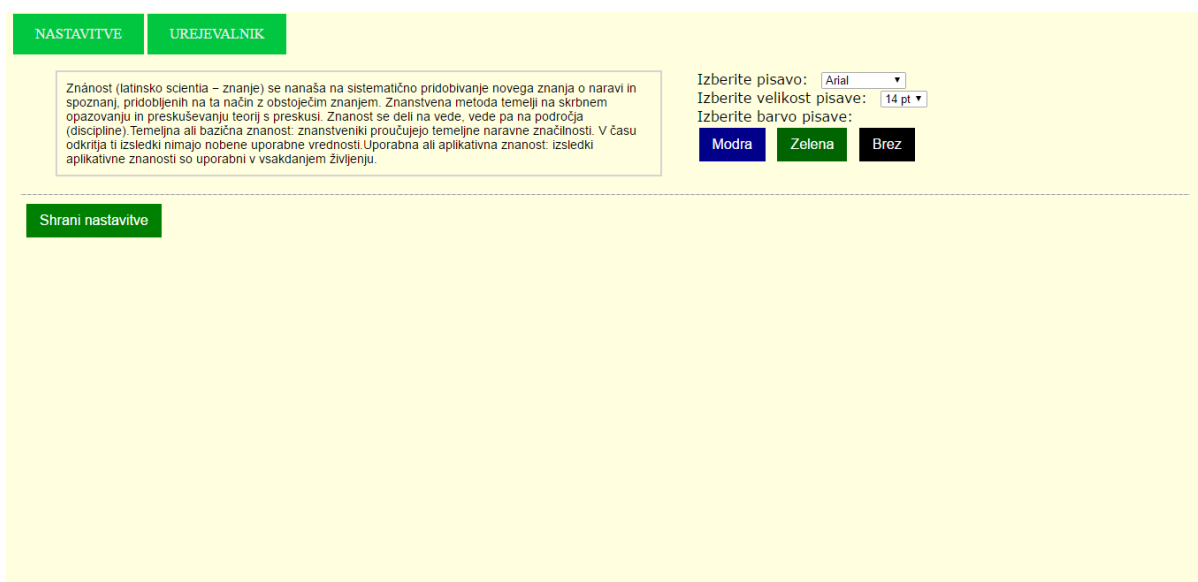 NASTAVITVE UREJEVALNIK
Znánost (latinsko scientia – znanje) se nanaša na sistematično pridobivanje novega znanja o naravi in
spoznanj, pridobljenih na ta način z obstoječim znanjem. Znanstvena metoda temelji na skrbnem
opazovanju in preskuševanju teorij s preskusi. Znanost se deli na vede, vede pa na področja
(discipline).Temeljna ali bazična znanost: znanstveniki proučujejo temeljne naravne značilnosti. V času
odkritja ti izsledki nimajo nobene uporabne vrednosti.Uporabna ali aplikativna znanost: izsledki
aplikativne znanosti so uporabni v vsakdanjem življenju.
Izberite pisavo: Arial
Izberite velikost pisave: 14 pt
Izberite barvo pisave:
Modra Zelena Brez
Shrani nastavitve